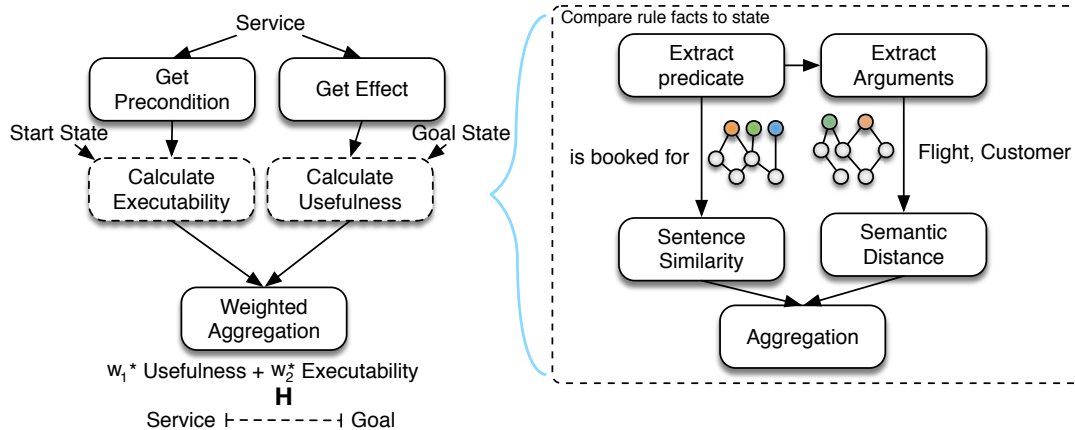 Service
Get
Precondition
Get Effect
Start State
Goal State
Calculate
Executability
Calculate
Usefulness
Weighted
Aggregation
w1* Usefulness + w2* Executability
H
Service
Goal
Compare rule facts to state
Extract
predicate
Extract
Arguments
is booked for
Flight, Customer
Sentence
Similarity
Semantic
Distance
Aggregation